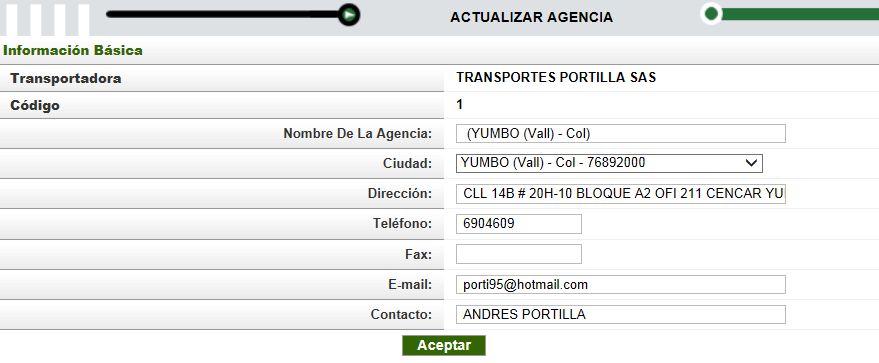 ACTUALIZAR AGENCIA
Información Básica
Transportadora TRANSPORTES PORTILLA SAS
Código 1
Nombre De La Agencia: (YUMBO (Vall) - Col)
Ciudad: YUMBO (Vall) - Col - 76892000
Dirección: CLL 14B # 20H-10 BLOQUE A2 OFI 211 CENCAR YU
Teléfono: 6904609
Fax:
E-mail: porti95@hotmail.com
Contacto: ANDRES PORTILLA
Aceptar